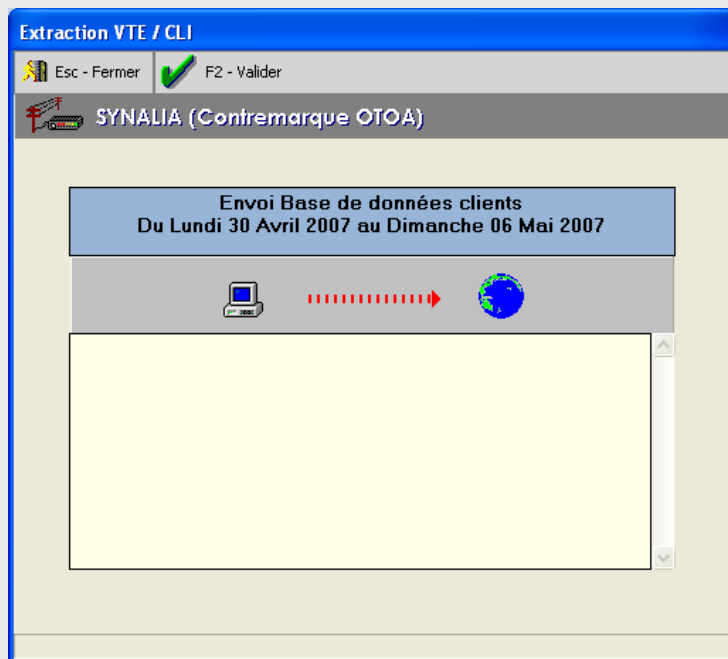 Extraction VTE / CLI
Esc - Fermer F2 - Valider
SYNALIA (Contremarque OTOA)
Envoi Base de données clients
Du Lundi 30 Avril 2007 au Dimanche 06 Mai 2007